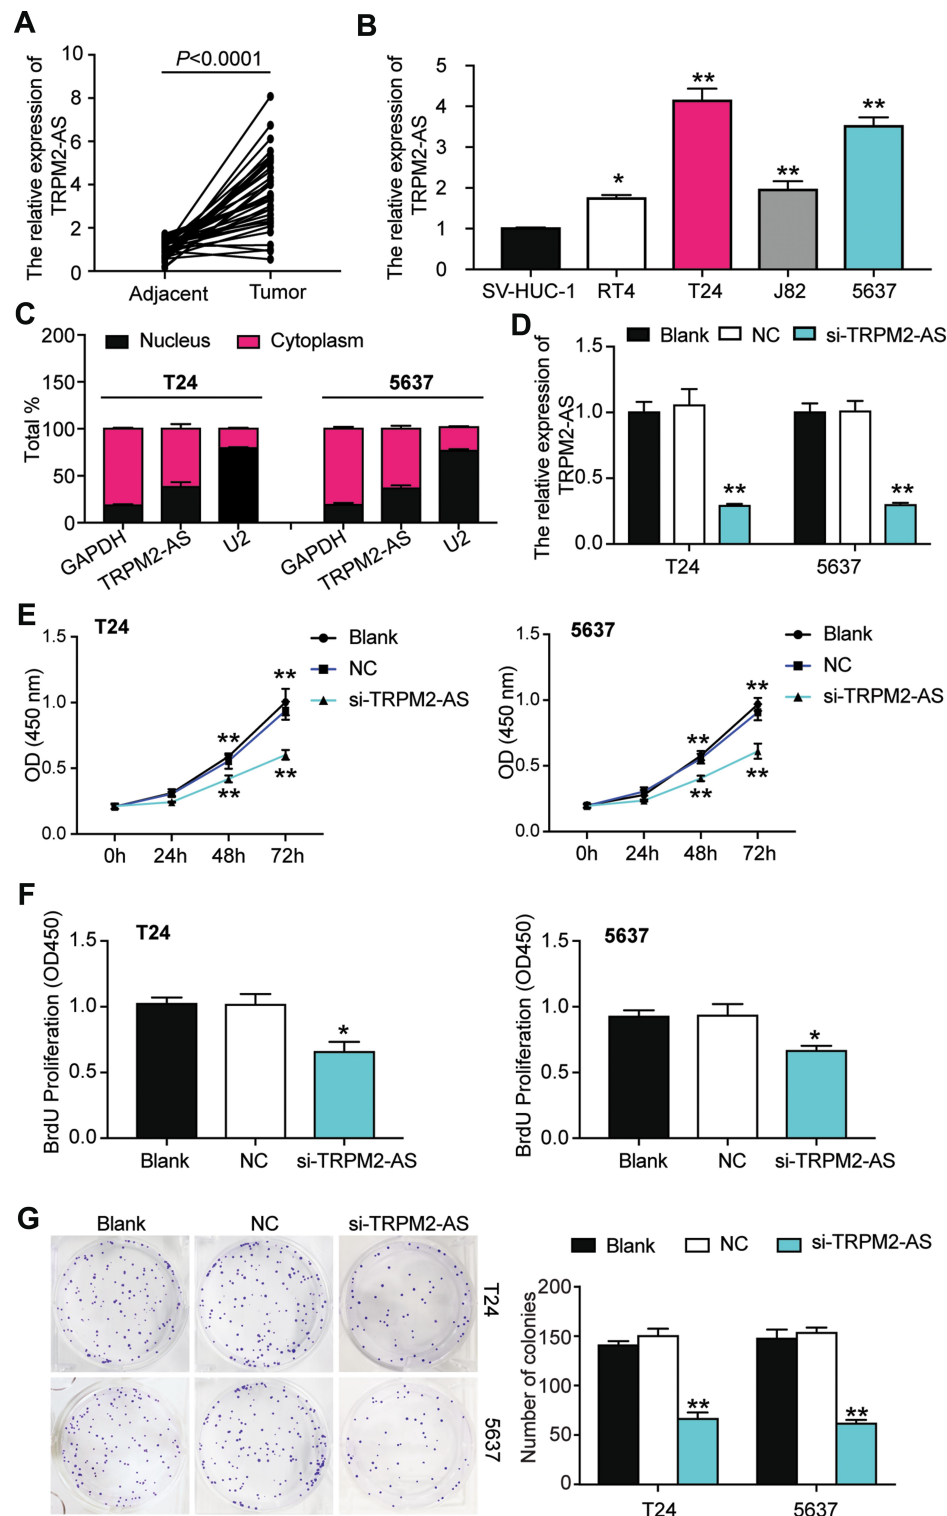 A
The relative expression of
TRPM2-AS
10
8
6
4
2
0
P<0.0001
Adjacent
Tumor
B
The relative expression of
TRPM2-AS
5
4
3
2
1
0
*
**
**
**
SV-HUC-1
RT4
T24
J82
5637
C
Total %
200
150
100
50
0
Nucleus
Cytoplasm
T24
5637
GAPDH
TRPM2-AS
U2
GAPDH
TRPM2-AS
U2
D
Blank
NC
si-TRPM2-AS
The relative expression of
TRPM2-AS
1.5
1.0
0.5
0.0
**
**
T24
5637
E
T24
OD (450 nm)
1.5
1.0
0.5
0.0
Blank
NC
si-TRPM2-AS
**
**
**
**
0h
24h
48h
72h
5637
OD (450 nm)
1.5
1.0
0.5
0.0
Blank
NC
si-TRPM2-AS
**
**
**
**
0h
24h
48h
72h
F
T24
BrdU Proliferation (OD450)
1.5
1.0
0.5
0.0
*
Blank
NC
si-TRPM2-AS
5637
BrdU Proliferation (OD450)
1.5
1.0
0.5
0.0
*
Blank
NC
si-TRPM2-AS
G
Blank
NC
si-TRPM2-AS
T24
5637
Blank
NC
si-TRPM2-AS
Number of colonies
200
150
100
50
0
**
**
T24
5637